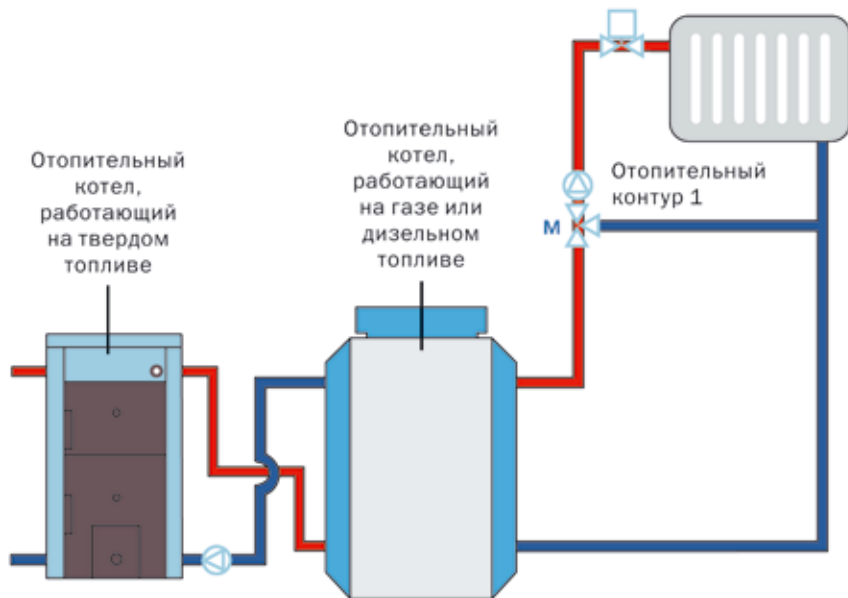 Отопительный
котел,
работающий
на твердом
топливе
Отопительный
котел,
работающий
на газе или
дизельном
топливе
Отопительный
контур 1
М